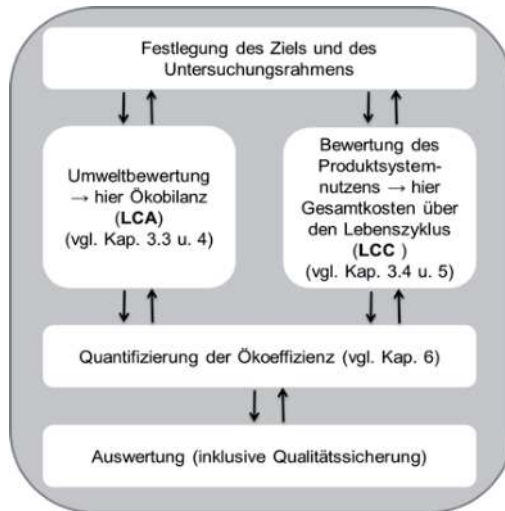 Festlegung des Ziels und des
Untersuchungsrahmens
Umweltbewertung
→ hier Ökobilanz
(LCA)
(vgl. Kap. 3.3 u. 4)
Bewertung des
Produktsystem-
nutzens → hier
Gesamtkosten über
den Lebenszyklus
(LCC )
(vgl. Kap. 3.4 u. 5)
Quantifizierung der Ökoeffizienz (vgl. Kap. 6)
Auswertung (inklusive Qualitätssicherung)